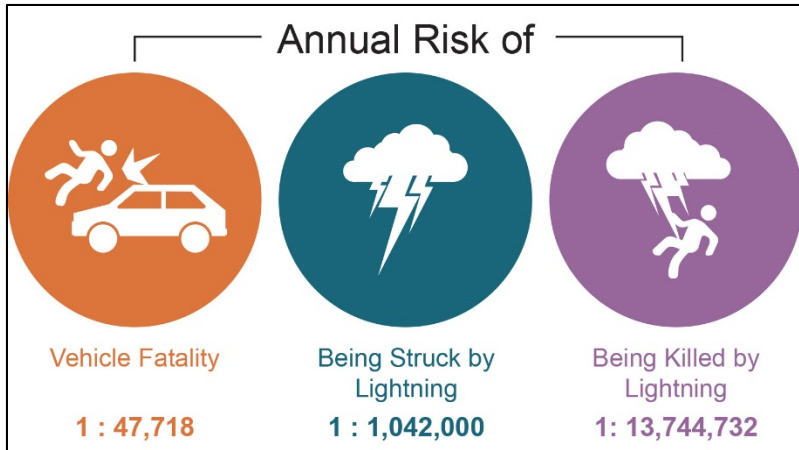 Annual Risk of
Vehicle Fatality
1 : 47,718
Being Struck by
Lightning
1 : 1,042,000
Being Killed by
Lightning
1: 13,744,732